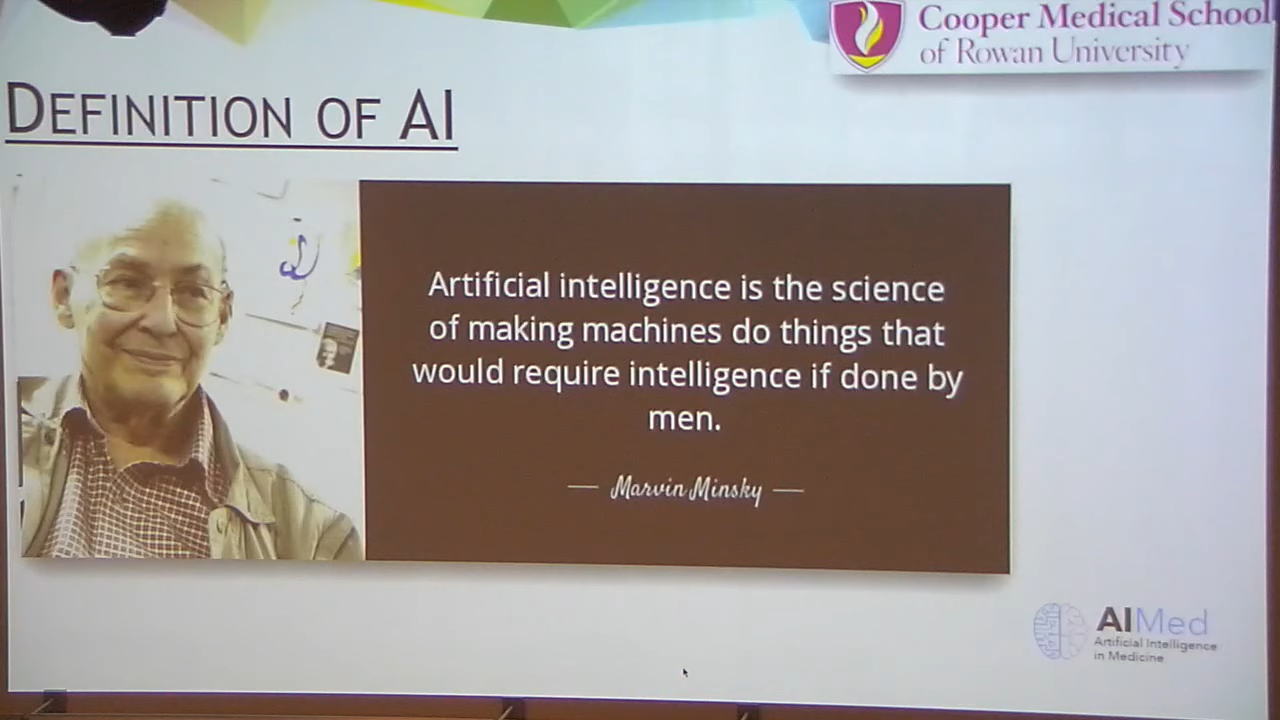 Cooper Medical School
of Rowan University
DEFINITION OF AI
Artificial intelligence is the science
of making machines do things that
would require intelligence if done by
men.
— Marvin Minsky —
AIMed
Artificial Intelligence
in Medicine